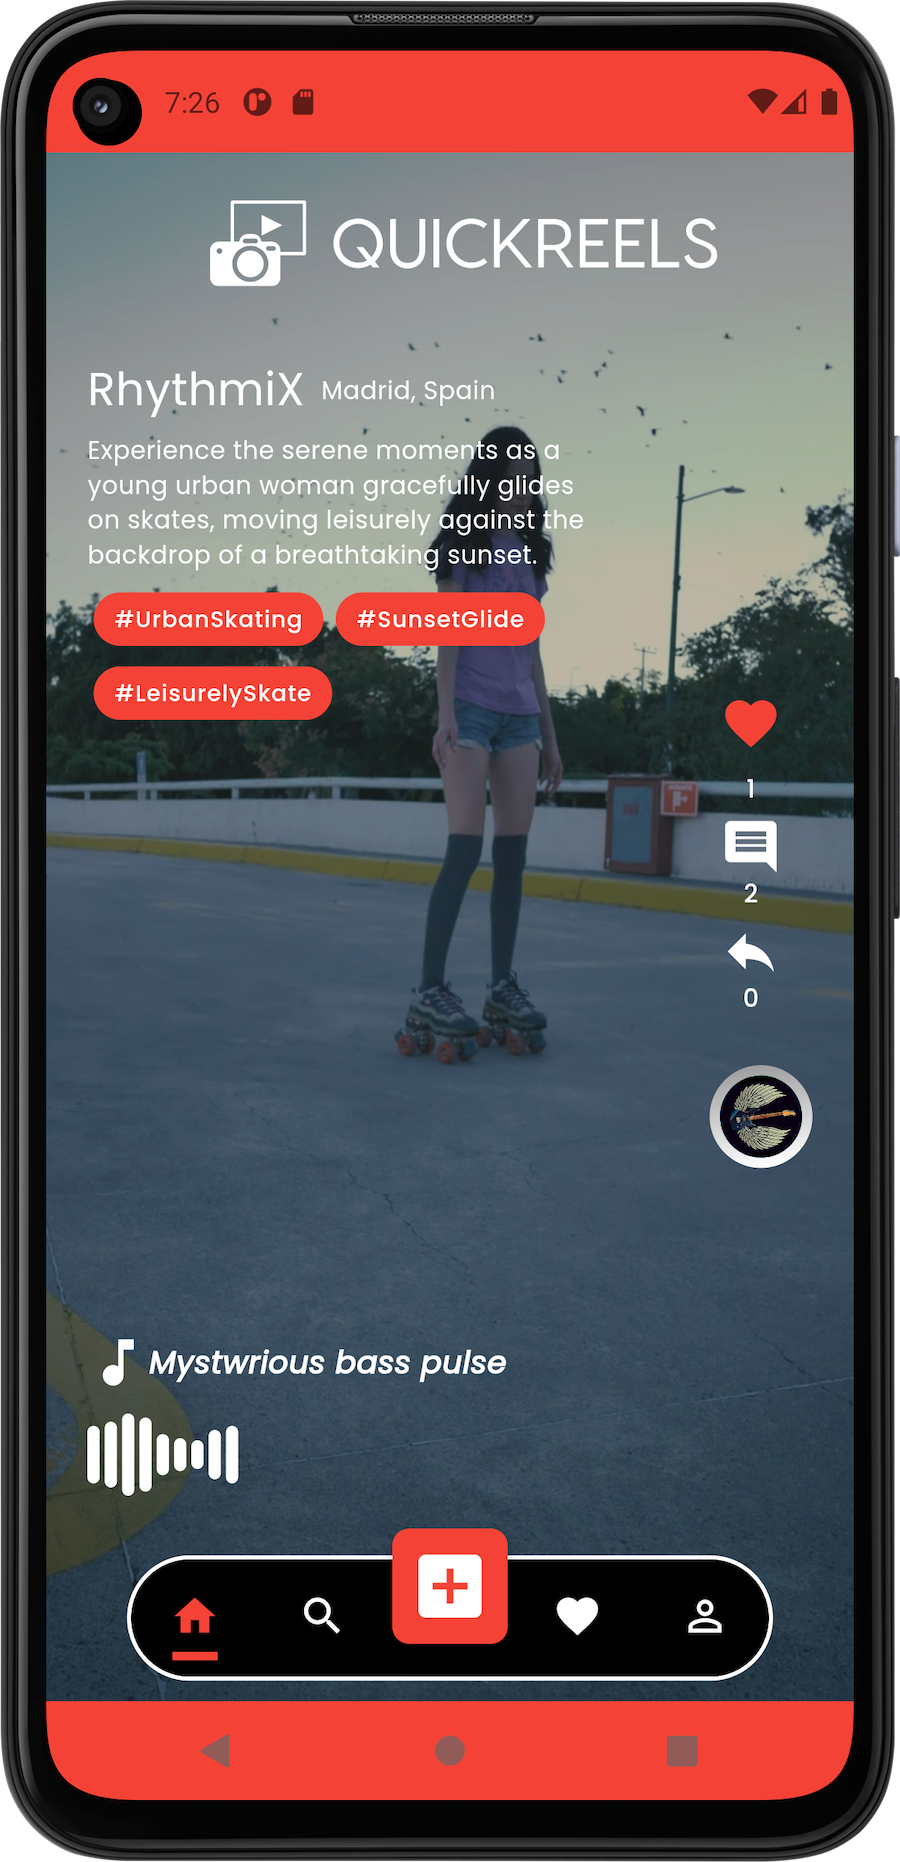 7:26
QUICKREELS
RhythmiX Madrid, Spain
Experience the serene moments as a
young urban woman gracefully glides
on skates, moving leisurely against the
backdrop of a breathtaking sunset.
#UrbanSkating #SunsetGlide
#LeisurelySkate
1
2
0
Mystwrious bass pulse